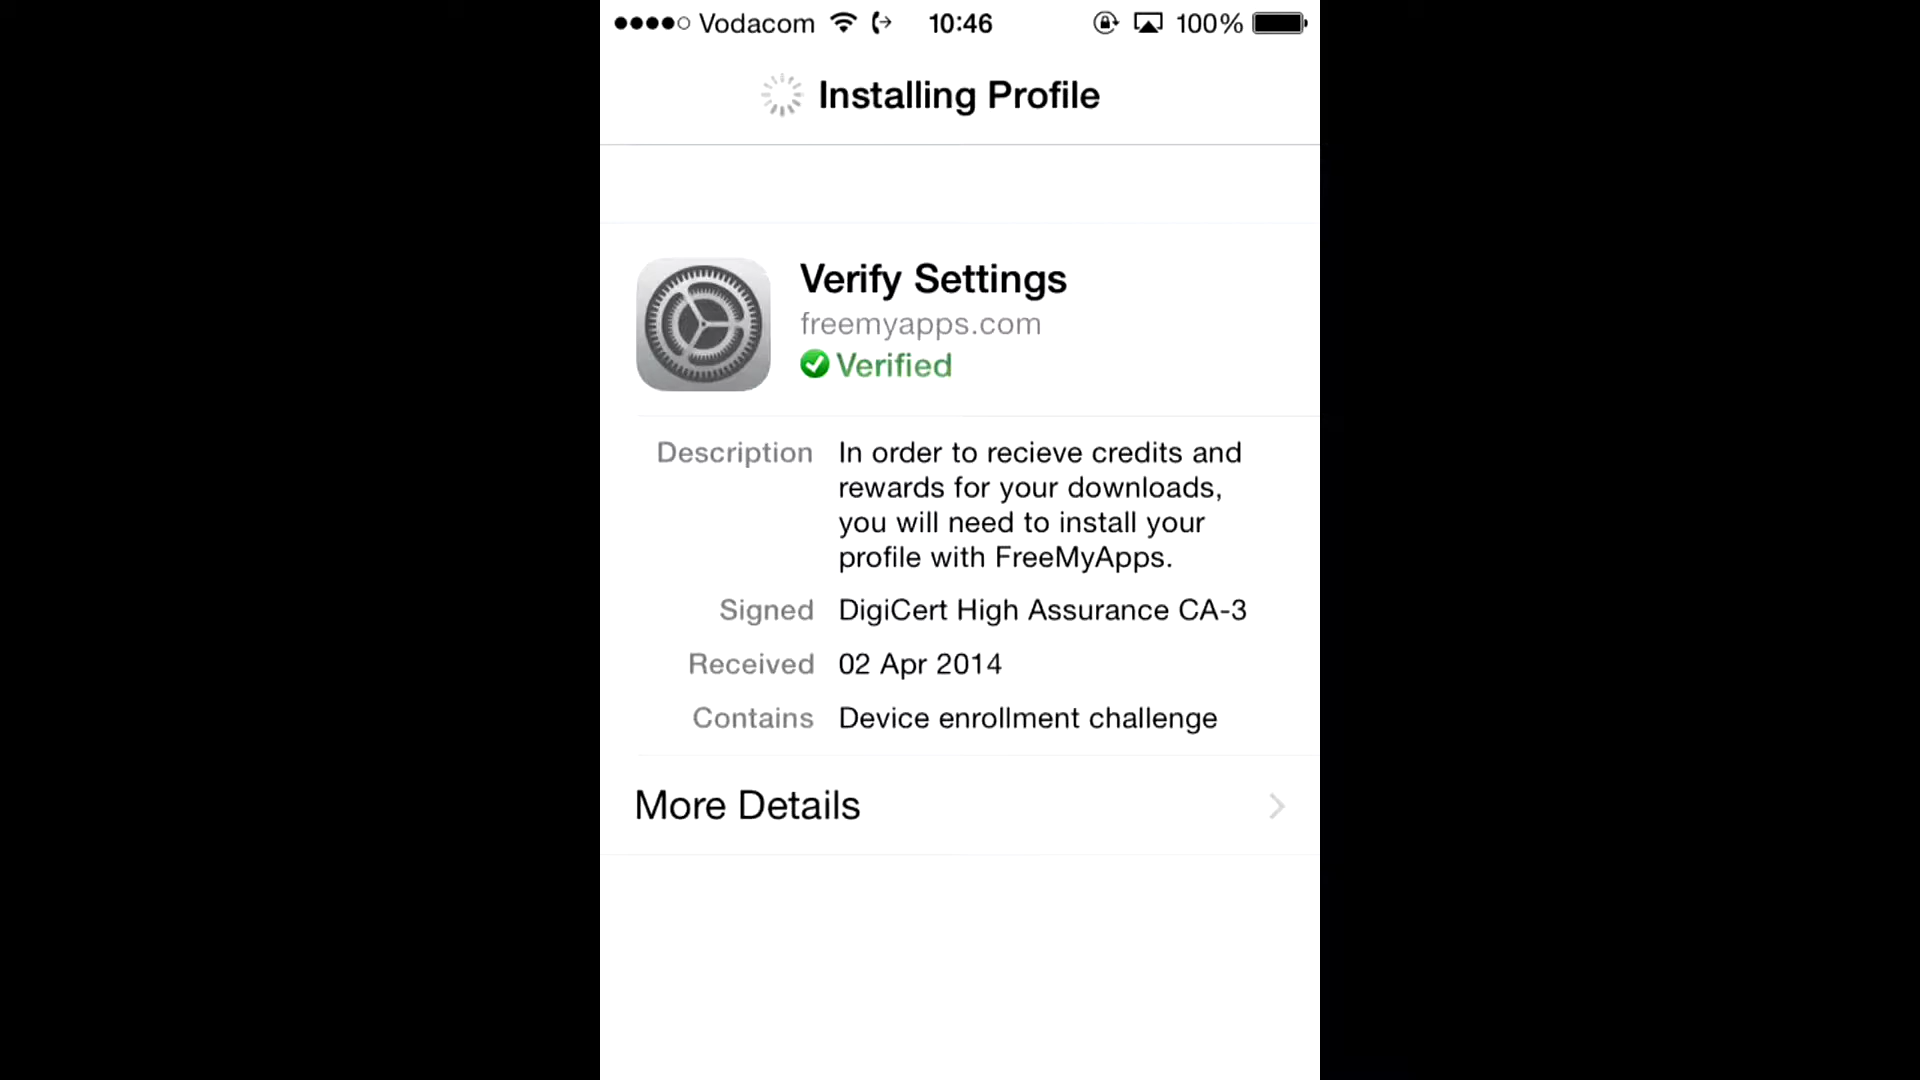 Vodacom 10:46 100%
Installing Profile
Verify Settings
freemyapps.com
Verified
Description In order to recieve credits and
rewards for your downloads,
you will need to install your
profile with FreeMyApps.
Signed DigiCert High Assurance CA-3
Received 02 Apr 2014
Contains Device enrollment challenge
More Details